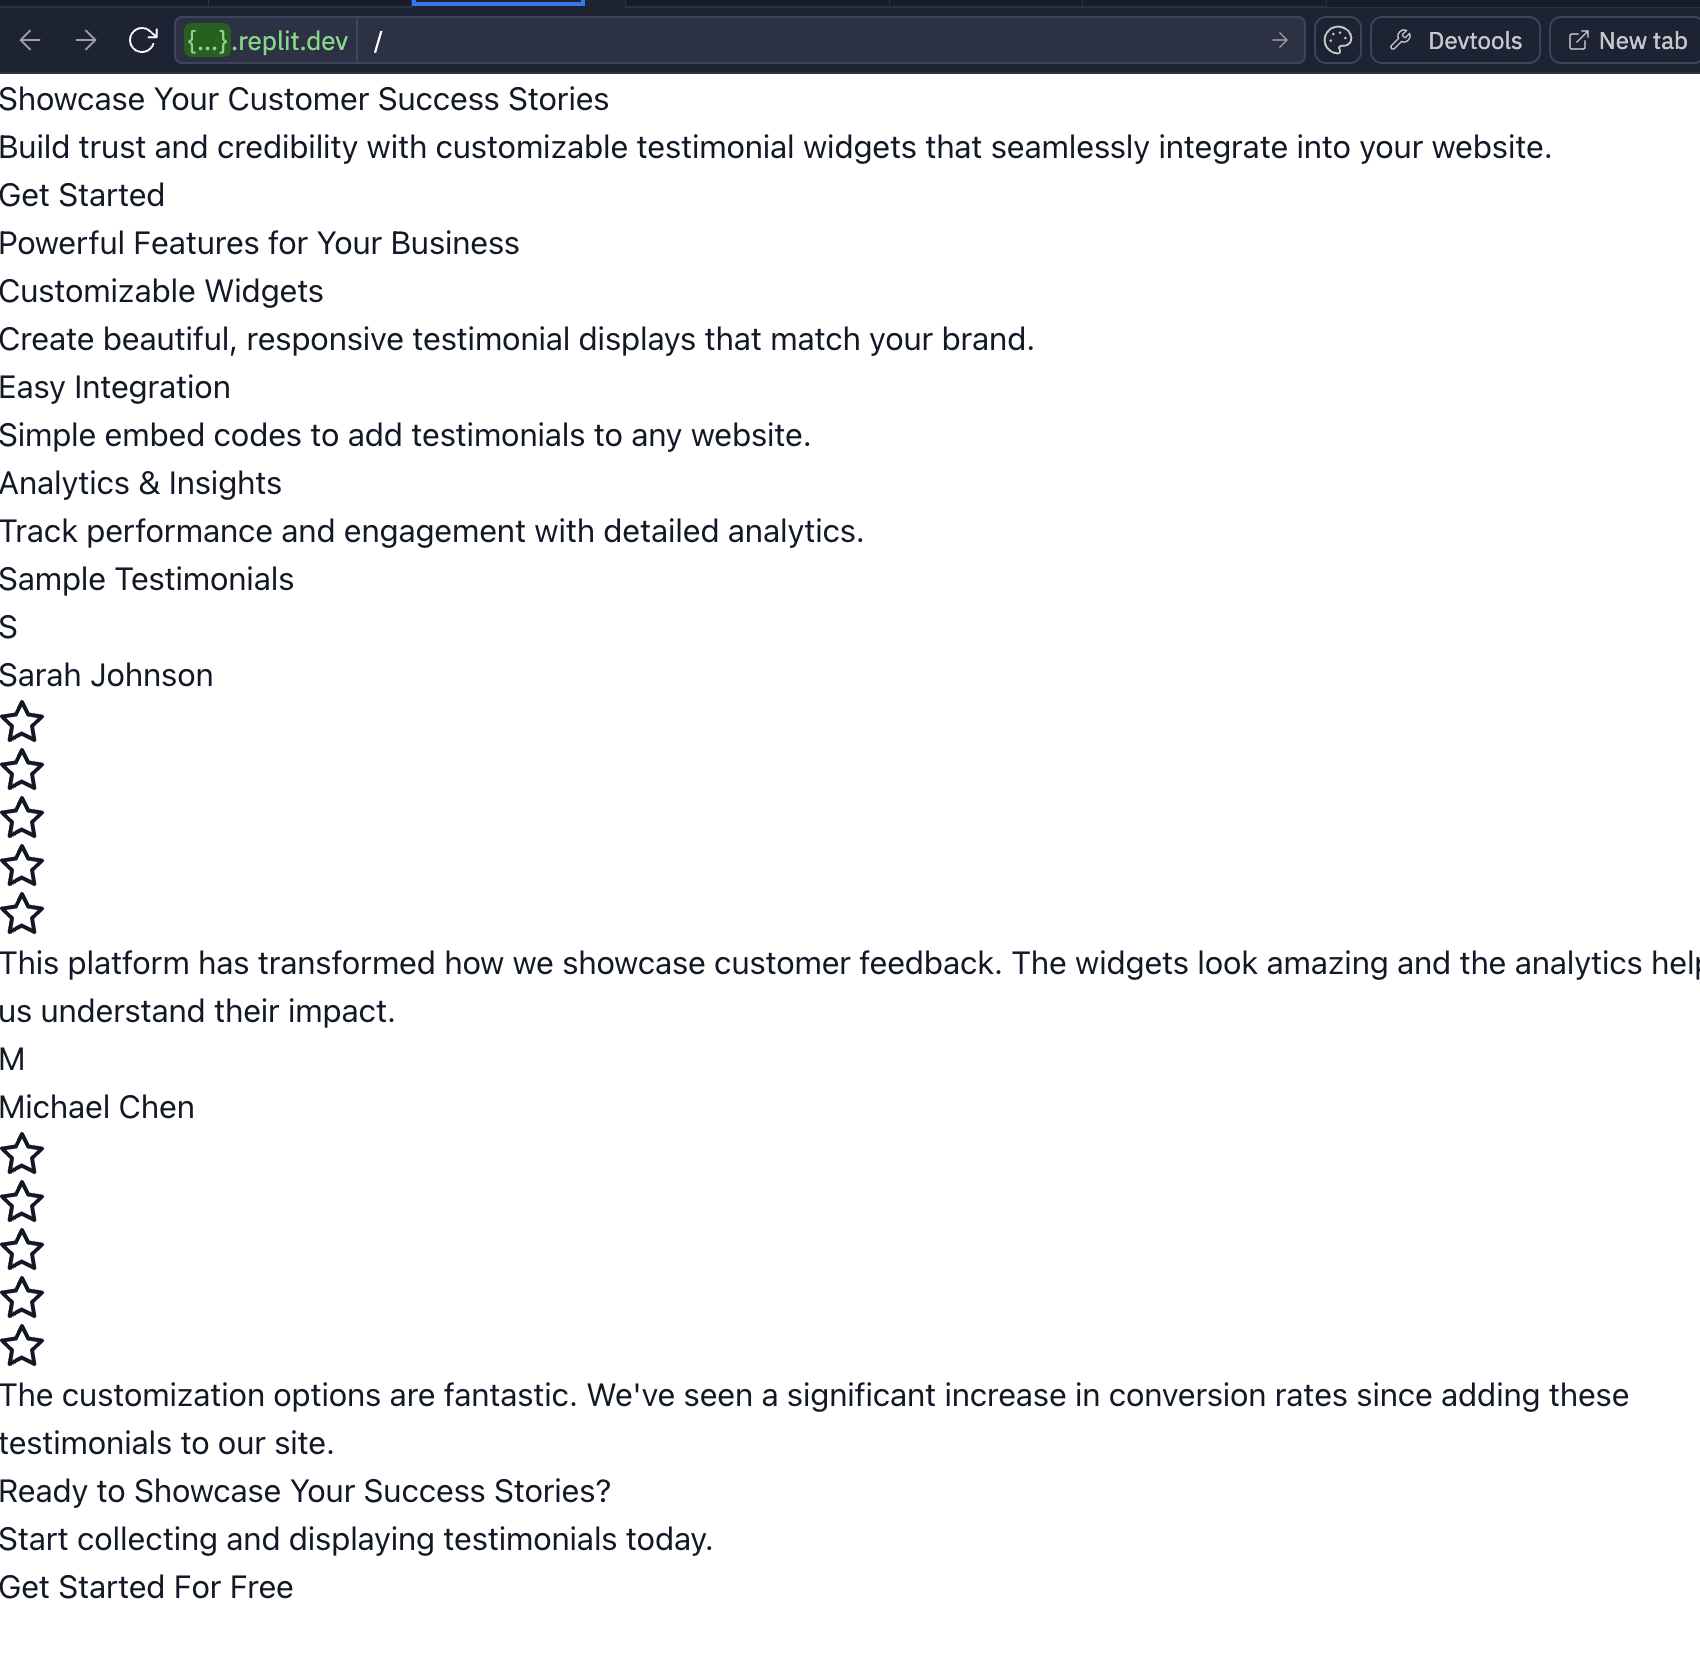 {...}.replit.dev /
Devtools
New tab
Showcase Your Customer Success Stories
Build trust and credibility with customizable testimonial widgets that seamlessly integrate into your website.
Get Started
Powerful Features for Your Business
Customizable Widgets
Create beautiful, responsive testimonial displays that match your brand.
Easy Integration
Simple embed codes to add testimonials to any website.
Analytics & Insights
Track performance and engagement with detailed analytics.
Sample Testimonials
S
Sarah Johnson
This platform has transformed how we showcase customer feedback. The widgets look amazing and the analytics help
us understand their impact.
M
Michael Chen
The customization options are fantastic. We've seen a significant increase in conversion rates since adding these
testimonials to our site.
Ready to Showcase Your Success Stories?
Start collecting and displaying testimonials today.
Get Started For Free